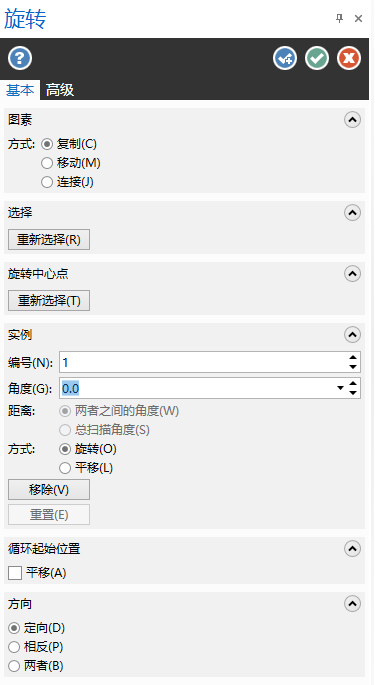 旋转
基本 高级
图素
方式: 复制(C)
移动(M)
连接(J)
选择
重新选择(R)
旋转中心点
重新选择(T)
实例
编号(N): 1
角度(G): 0.0
距离: 两者之间的角度(W)
总扫描角度(S)
方式: 旋转(O)
平移(L)
移除(V)
重置(E)
循环起始位置
平移(A)
方向
定向(D)
相反(P)
两者(B)